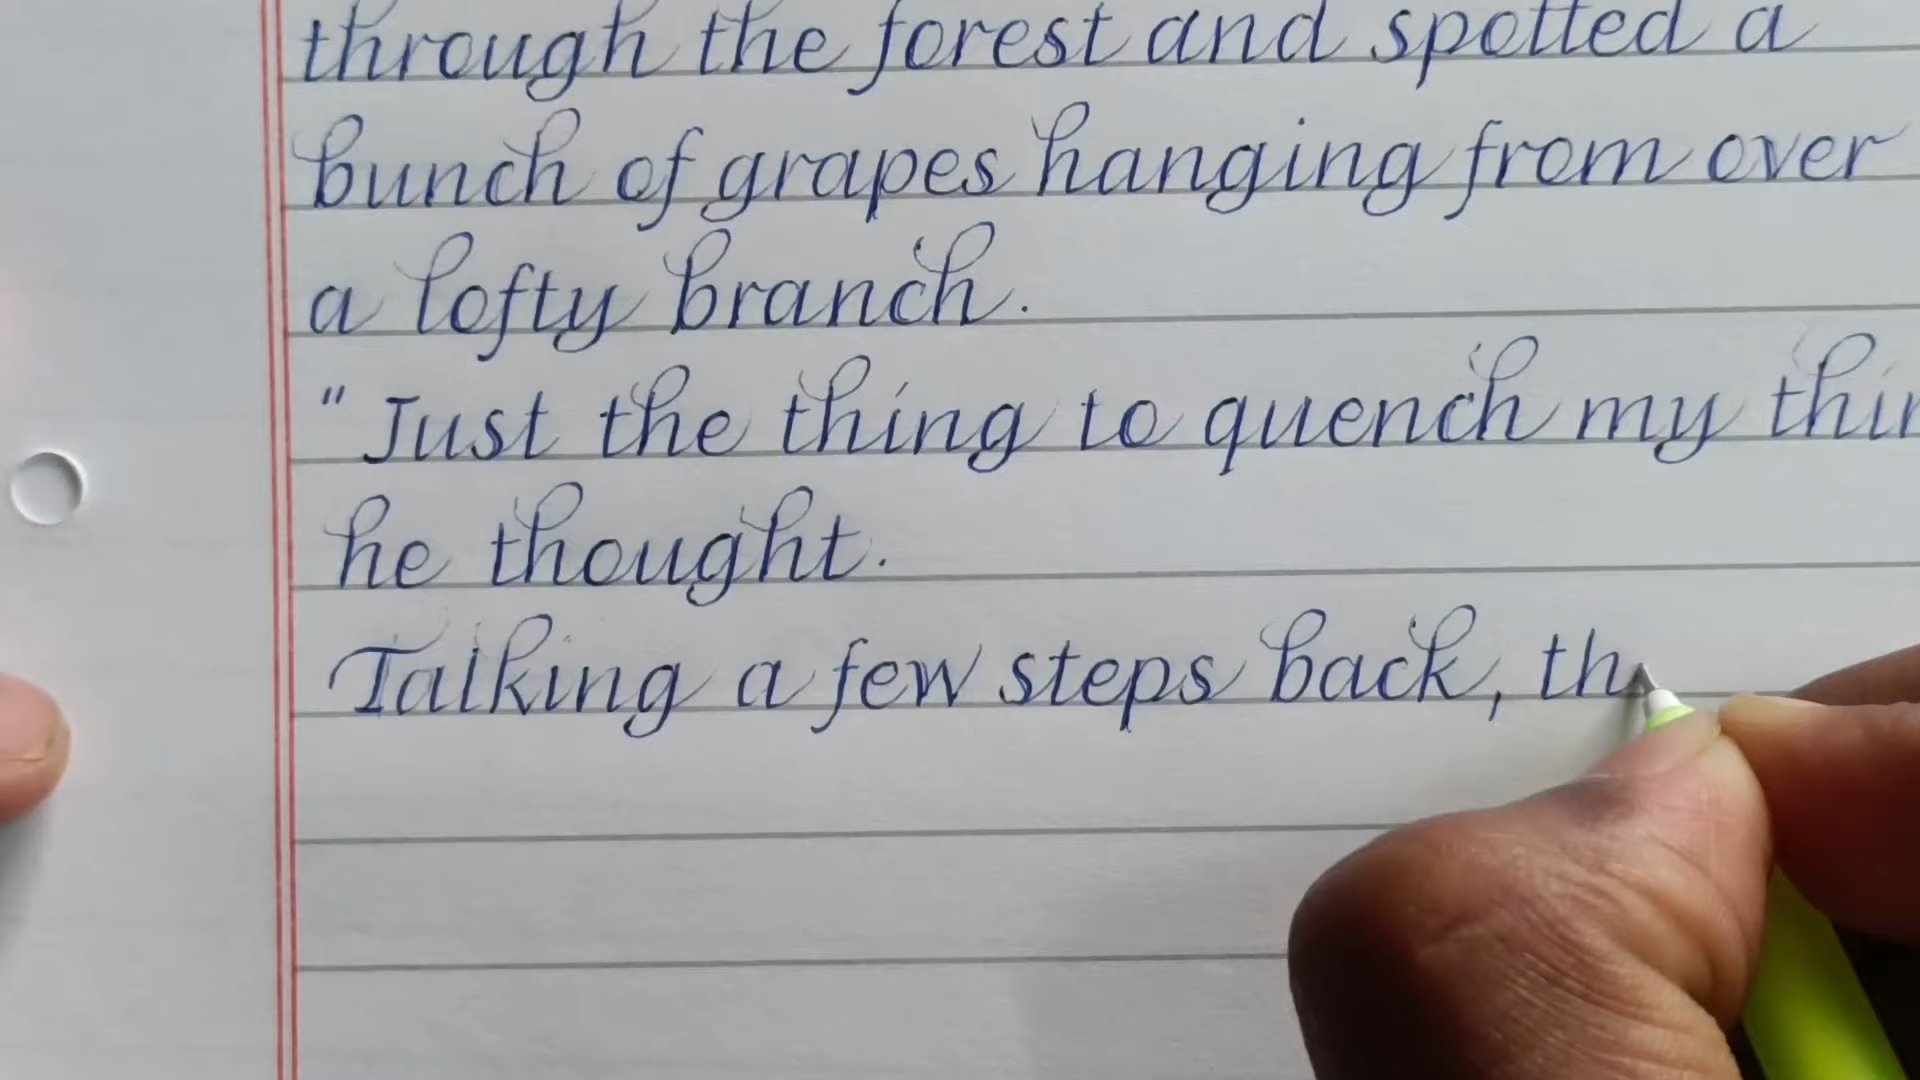 through the forest and spotted a
bunch of grapes hanging from over
a lofty branch.
"Just the thing to quench my
he thought.
Talking a few steps back, th